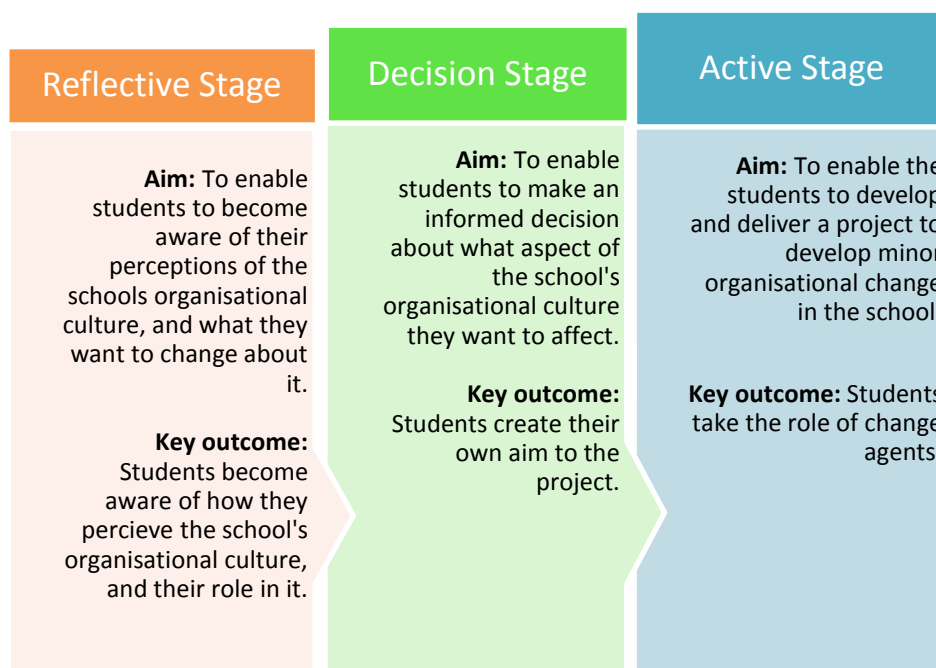 Reflective Stage
Aim: To enable
students to become
aware of their
perceptions of the
schools organisational
culture, and what they
want to change about
it.
Key outcome:
Students become
aware of how they
percieve the school's
organisational culture,
and their role in it.
Decision Stage
Aim: To enable
students to make an
informed decision
about what aspect of
the school's
organisational culture
they want to affect.
Key outcome:
Students create their
own aim to the
project.
Active Stage
Aim: To enable the
students to develop
and deliver a project to
develop minor
organisational change
in the school
Key outcome: Students
take the role of change
agents